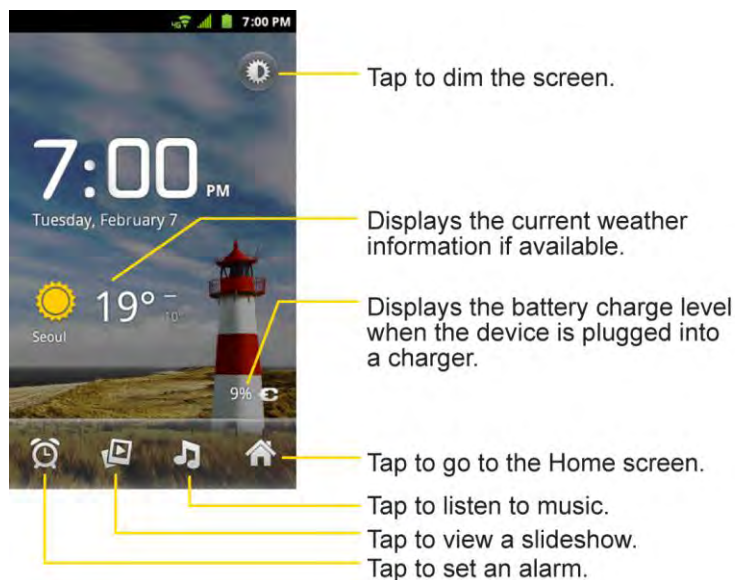 4G 7:00 PM
Tap to dim the screen.
7:00 PM
Tuesday, February 7
Displays the current weather
information if available.
19° –
10°
Seoul
Displays the battery charge level
when the device is plugged into
a charger.
9%
Tap to go to the Home screen.
Tap to listen to music.
Tap to view a slideshow.
Tap to set an alarm.